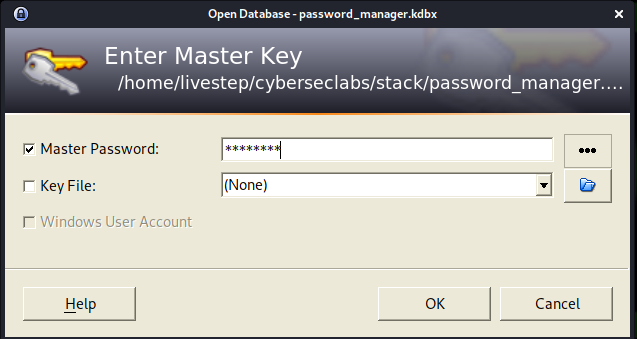 Open Database - password_manager.kdbx
Enter Master Key
/home/livestep/cyberseclabs/stack/password_manager....
Master Password:
********
Key File:
(None)
Windows User Account
Help
OK
Cancel